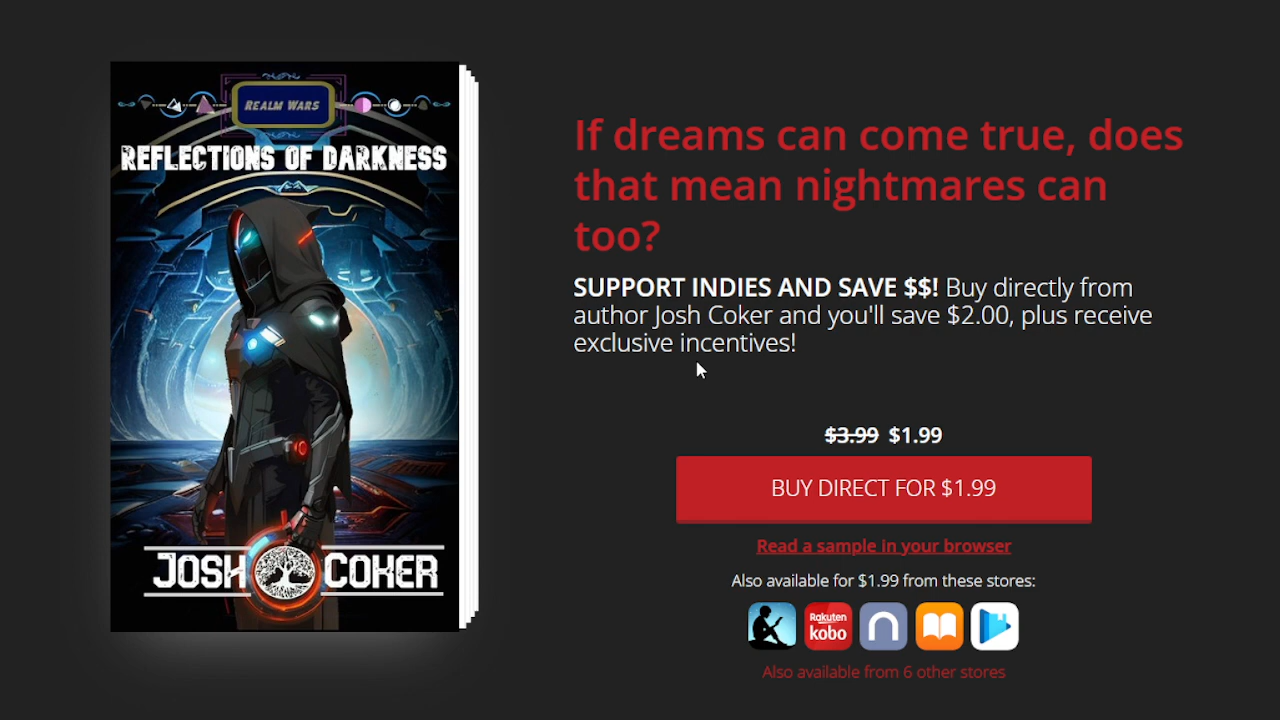 REALM WARS
REFLECTIONS OF DARKNESS
JOSH COKER
If dreams can come true, does
that mean nightmares can
too?
SUPPORT INDIES AND SAVE $$! Buy directly from
author Josh Coker and you'll save $2.00, plus receive
exclusive incentives!
$3.99 $1.99
BUY DIRECT FOR $1.99
Read a sample in your browser
Also available for $1.99 from these stores:
Rakuten
kobo
Also available from 6 other stores